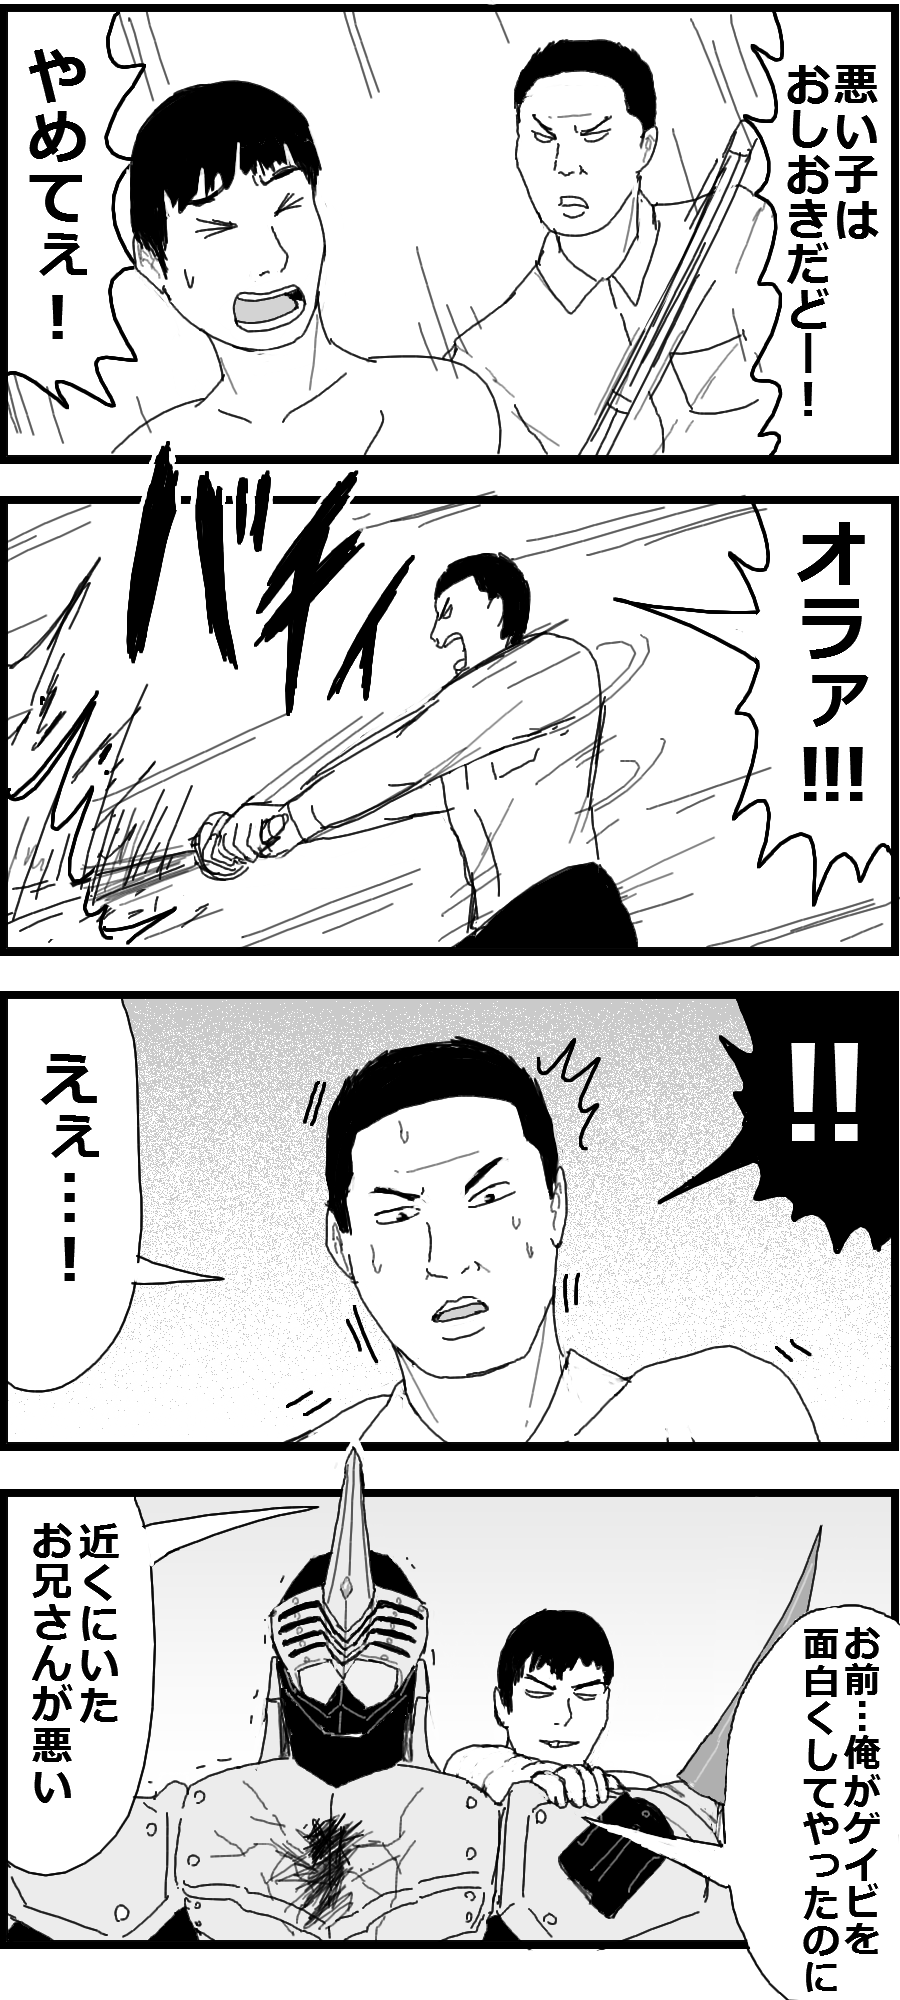 悪い子は
おしおきだどー！
やめてぇ！
オラァ!!!
バチィ
!!
ええ…！
お前…俺がゲイビを
面白くしてやったのに
近くにいた
お兄さんが悪い